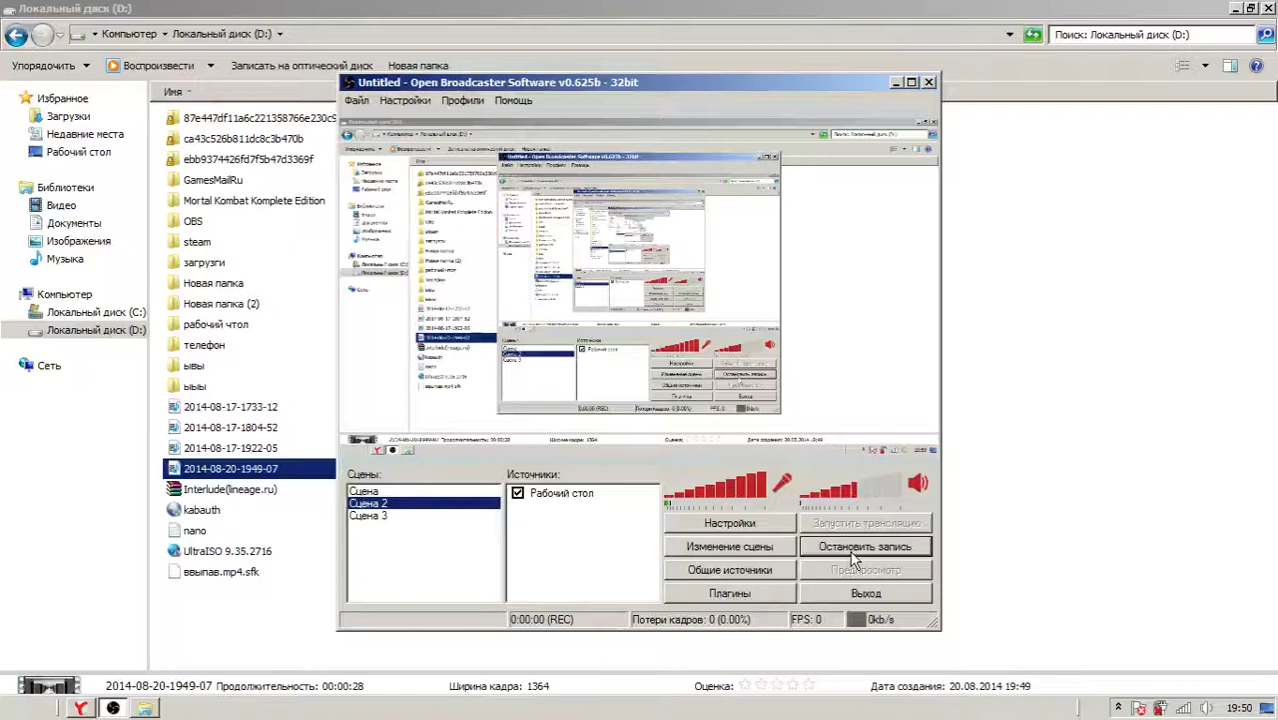 Локальный диск (D:)
Компьютер
Локальный диск (D:)
Поиск: Локальный диск (D:)
Упорядочить
Воспроизвести
Записать на оптический диск
Новая папка
Избранное
Загрузки
Недавние места
Рабочий стол
Библиотеки
Видео
Документы
Изображения
Музыка
Компьютер
Локальный диск (C:)
Локальный диск (D:)
Имя
87e447df11a6c221358766e230c9
ca43c526b811dc8c3b470b
ebb9374426fd7f5b47d3369f
GamesMailRu
Mortal Kombat Komplete Edition
OBS
steam
загрузки
Новая папка
Новая папка (2)
рабочий чтол
телефон
ывы
ыыы
2014-08-17-1733-12
2014-08-17-1804-52
2014-08-17-1922-05
2014-08-20-1949-07
Interlude(lineage.ru)
kabauth
nano
UltraISO 9.35.2716
ввыпав.mp4.sfk
Untitled - Open Broadcaster Software v0.625b - 32bit
Файл Настройки Профили Помощь
Сцены:
Сцена
Сцена 2
Сцена 3
Источники:
Рабочий стол
Настройки
Запустить трансляцию
Изменение сцены
Остановить запись
Общие источники
Предпросмотр
Плагины
Выход
0:00:00 (REC)
Потери кадров: 0 (0.00%)
FPS: 0
0kb/s
2014-08-20-1949-07 Продолжительность: 00:00:28
Ширина кадра: 1364
Оценка:
Дата создания: 20.08.2014 19:49
19:50